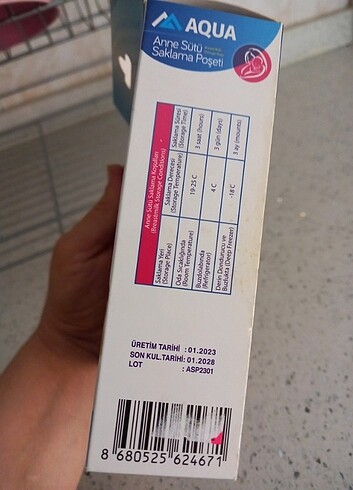 AQUA
Anne Sütü
Saklama Poşeti
Anne Sütü Saklama Koşulları
(Breastmilk Storage Conditions)
Saklama Yeri
(Storage Place)
Saklama Derecesi
(Storage Temperature)
Saklama Süresi
(Storage Time)
Oda Sıcaklığında
(Room Temperature)
19-25 C
3 saat (hours)
Buzdolabında
(Refrigerator)
4 C
3 gün (days)
Derin Dondurucu ve
Buzlukta (Deep Freezer)
-18 C
3 ay (mounts)
ÜRETİM TARİHİ : 01.2023
SON KUL.TARİHİ: 01.2028
LOT : ASP2301
8 680525 624671